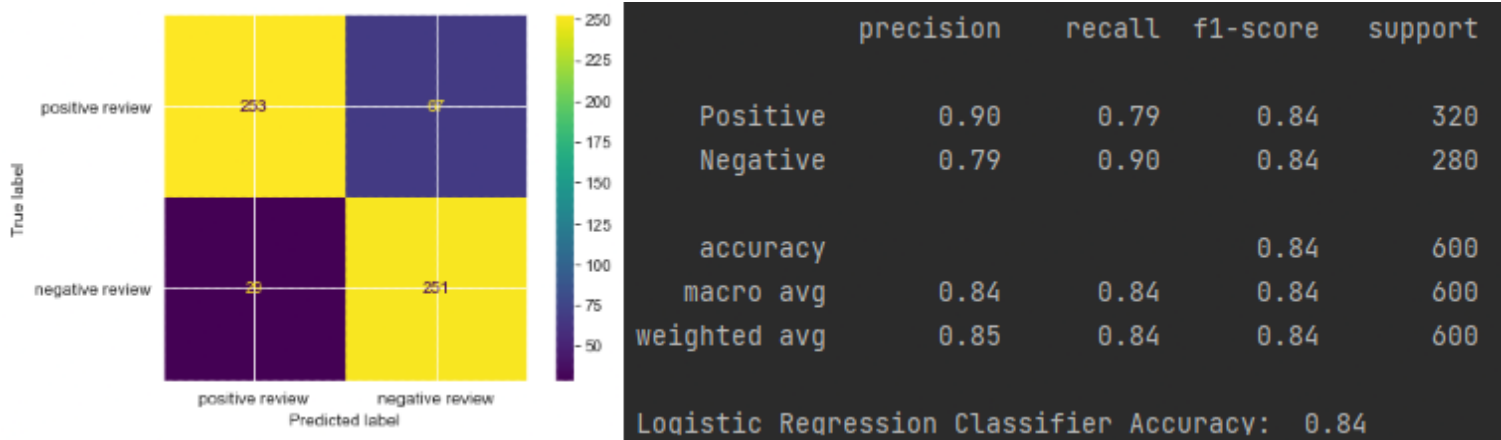 253
67
29
251
positive review
negative review
True label
positive review
negative review
Predicted label
250
225
200
175
150
125
100
75
50
precision recall f1-score support
Positive 0.90 0.79 0.84 320
Negative 0.79 0.90 0.84 280
accuracy 0.84 600
macro avg 0.84 0.84 0.84 600
weighted avg 0.85 0.84 0.84 600
Logistic Regression Classifier Accuracy: 0.84